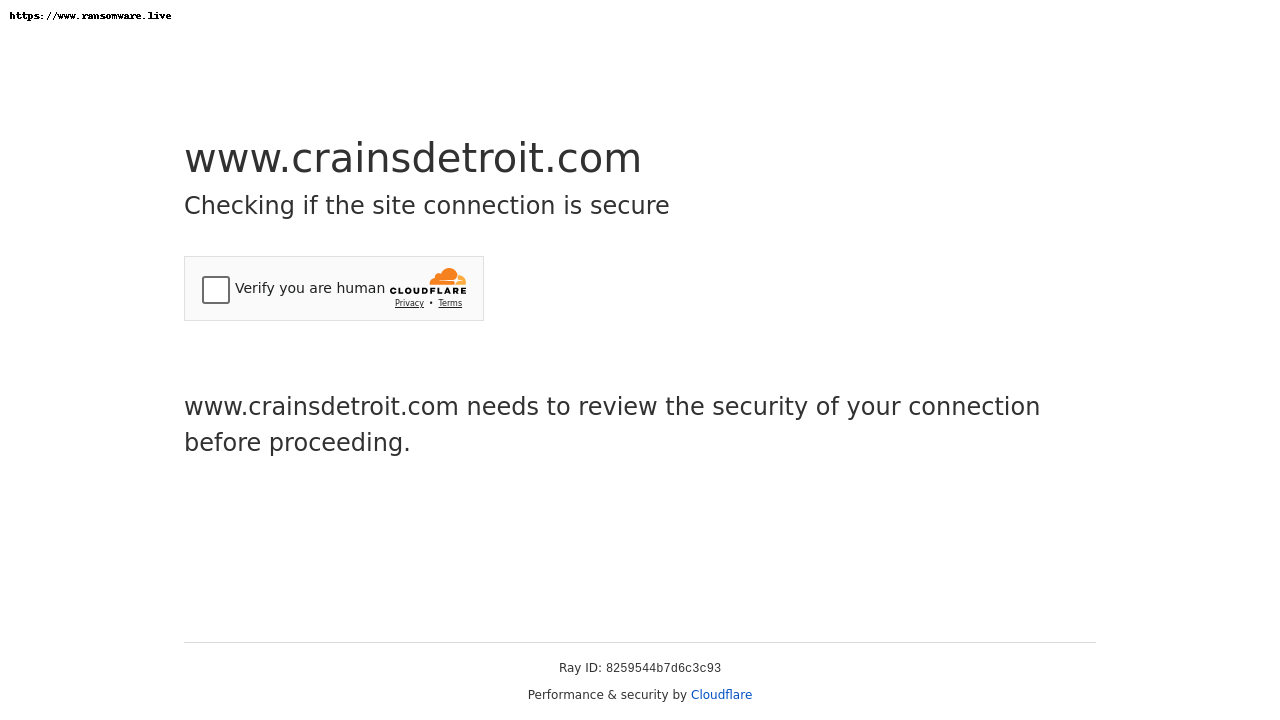 https://www.ransomware.live
www.crainsdetroit.com
Checking if the site connection is secure
Verify you are human
CLOUDFLARE
Privacy • Terms
www.crainsdetroit.com needs to review the security of your connection
before proceeding.
Ray ID: 8259544b7d6c3c93
Performance & security by Cloudflare